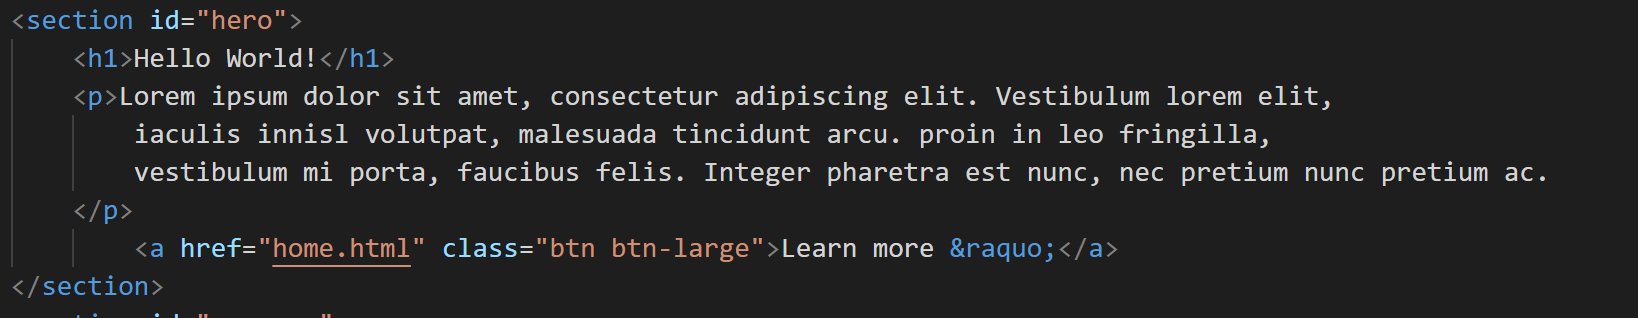 <section id="hero">
<h1>Hello World!</h1>
<p>Lorem ipsum dolor sit amet, consectetur adipiscing elit. Vestibulum lorem elit,
iaculis innisl volutpat, malesuada tincidunt arcu. proin in leo fringilla,
vestibulum mi porta, faucibus felis. Integer pharetra est nunc, nec pretium nunc pretium ac.
</p>
<a href="home.html" class="btn btn-large">Learn more &raquo;</a>
</section>